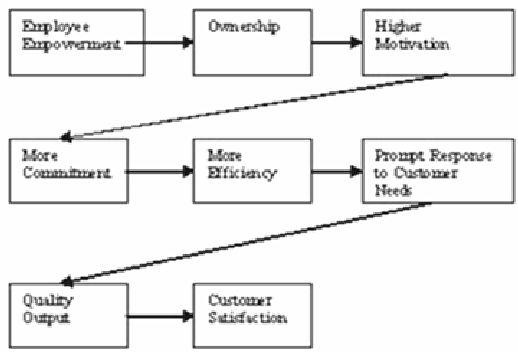 Employee
Empowerment
Ownership
Higher
Motivation
More
Commitment
More
Efficiency
Prompt Response
to Customer
Needs
Quality
Output
Customer
Satisfaction